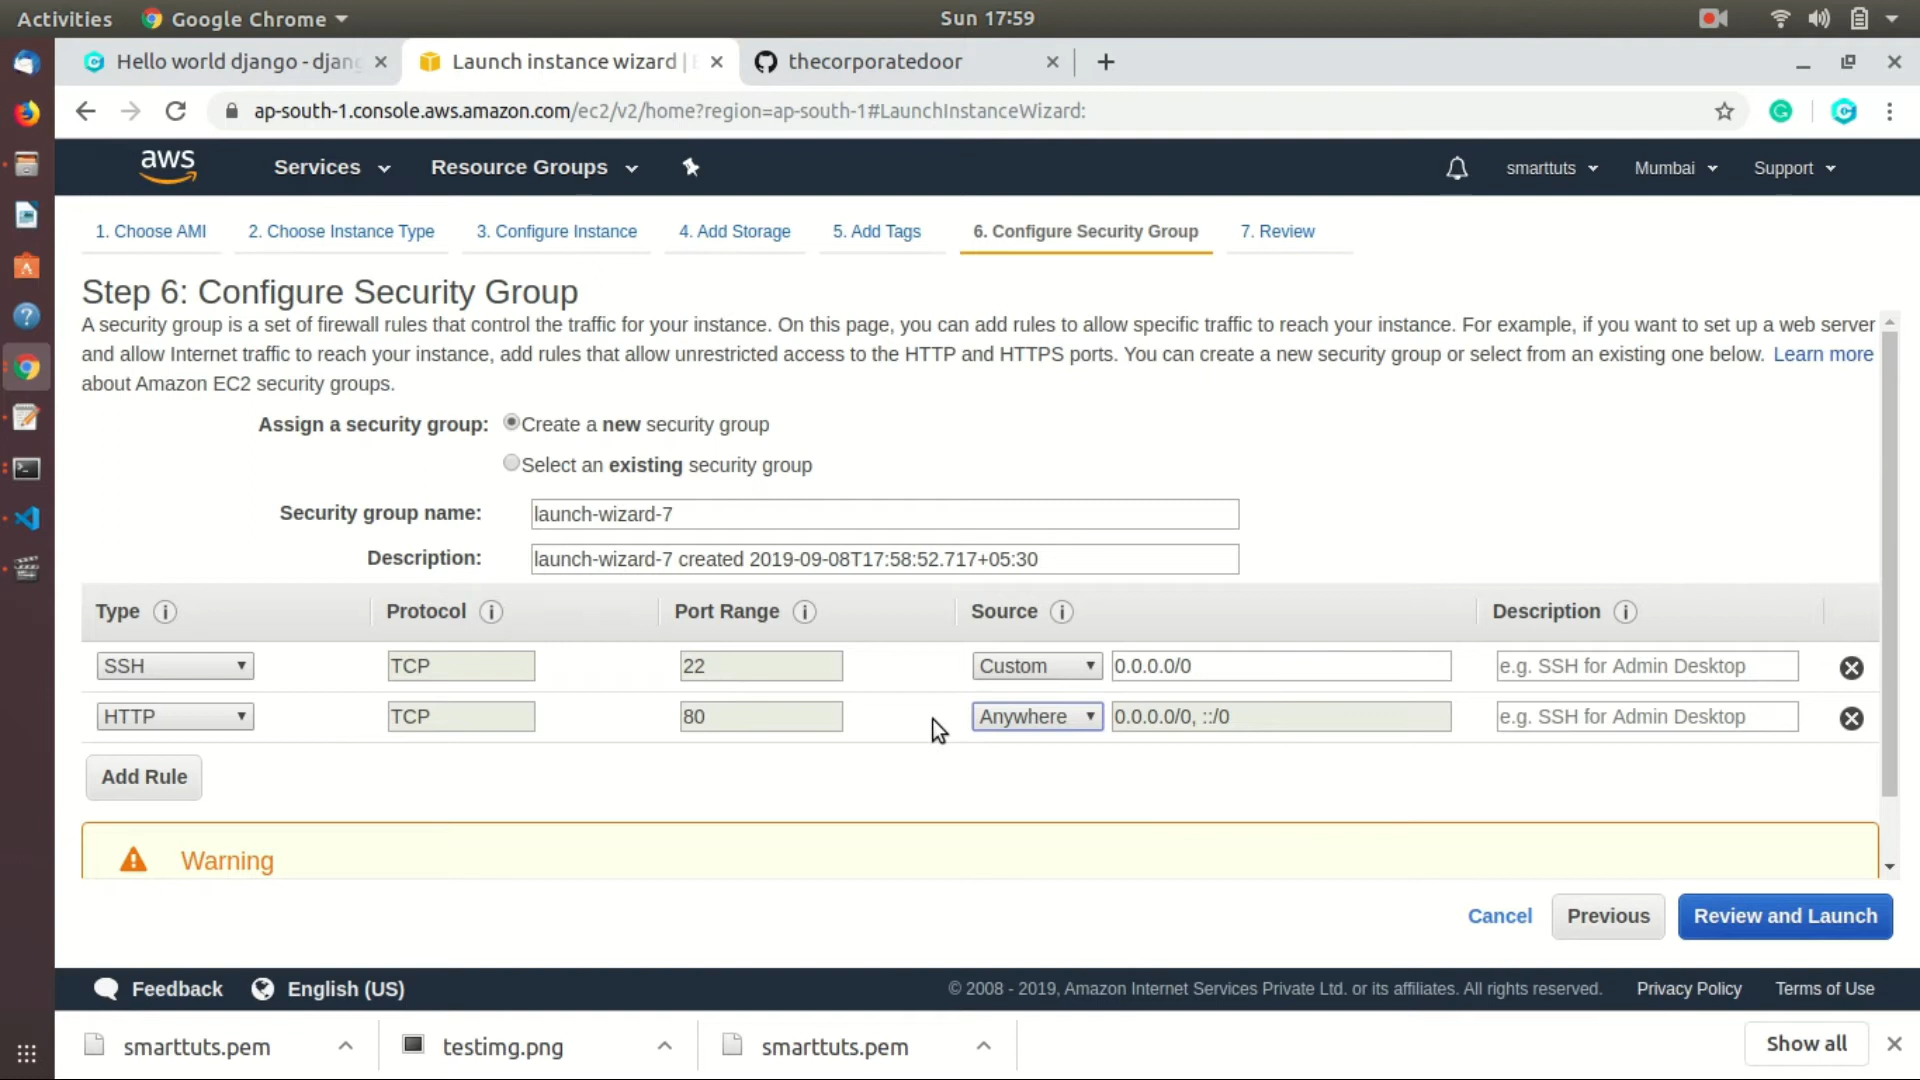 Activities
Google Chrome
Sun 17:59
Hello world django - djang
Launch instance wizard |
thecorporatedoor
ap-south-1.console.aws.amazon.com/ec2/v2/home?region=ap-south-1#LaunchInstanceWizard:
aws
Services
Resource Groups
smarttuts
Mumbai
Support
1. Choose AMI
2. Choose Instance Type
3. Configure Instance
4. Add Storage
5. Add Tags
6. Configure Security Group
7. Review
Step 6: Configure Security Group
A security group is a set of firewall rules that control the traffic for your instance. On this page, you can add rules to allow specific traffic to reach your instance. For example, if you want to set up a web server
and allow Internet traffic to reach your instance, add rules that allow unrestricted access to the HTTP and HTTPS ports. You can create a new security group or select from an existing one below. Learn more
about Amazon EC2 security groups.
Assign a security group:
Create a new security group
Select an existing security group
Security group name:
launch-wizard-7
Description:
launch-wizard-7 created 2019-09-08T17:58:52.717+05:30
Type
Protocol
Port Range
Source
Description
SSH
TCP
22
Custom
0.0.0.0/0
e.g. SSH for Admin Desktop
HTTP
TCP
80
Anywhere
0.0.0.0/0, ::/0
e.g. SSH for Admin Desktop
Add Rule
Warning
Cancel
Previous
Review and Launch
Feedback
English (US)
© 2008 - 2019, Amazon Internet Services Private Ltd. or its affiliates. All rights reserved.
Privacy Policy
Terms of Use
smarttuts.pem
testimg.png
smarttuts.pem
Show all